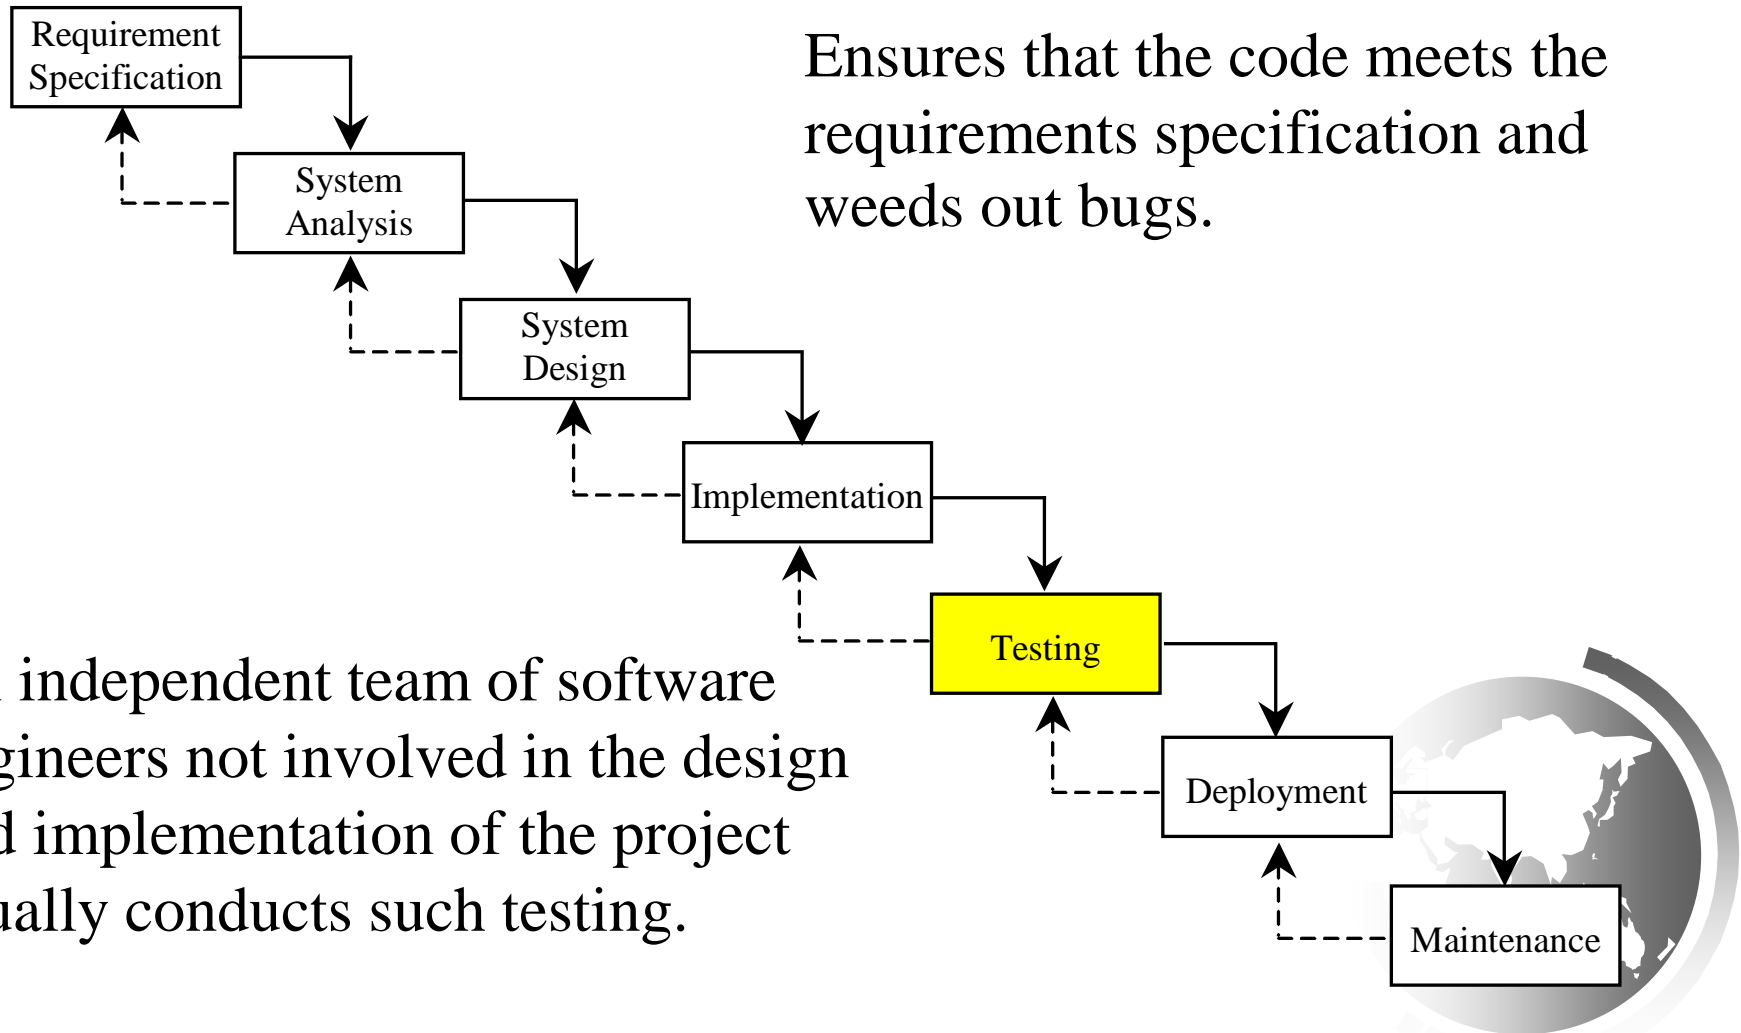 Requirement
Specification
Ensures that the code meets the
requirements specification and
weeds out bugs.
System
Analysis
System
Design
Implementation
Testing
independent team of software
not involved in the design
implementation of the project
conducts such testing.
Deployment
Maintenance